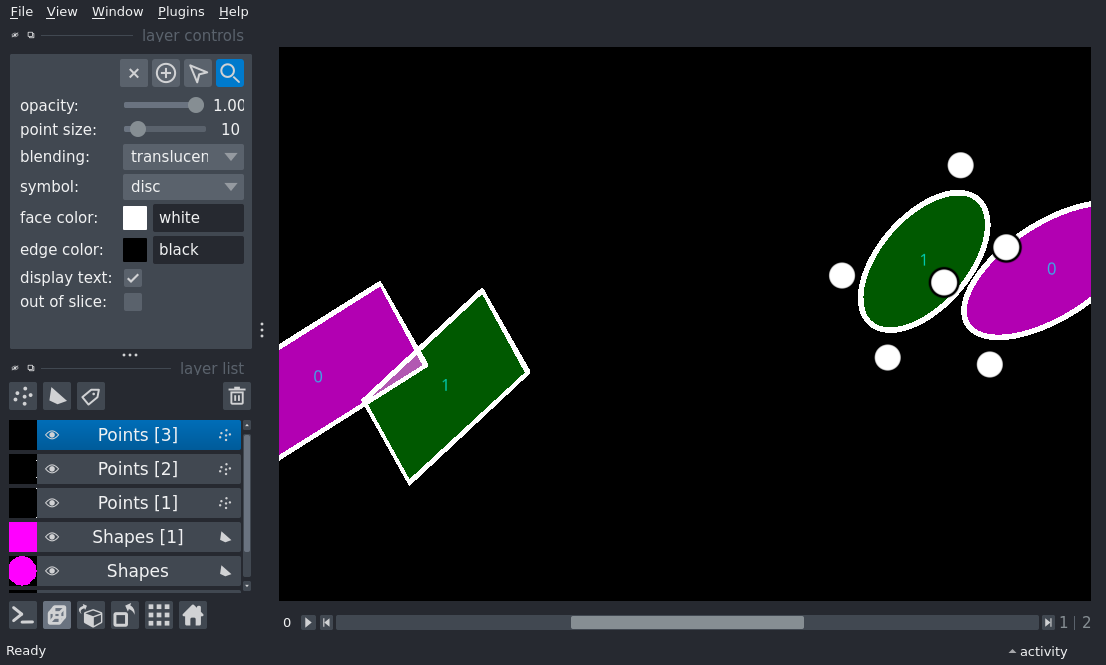 File View Window Plugins Help
layer controls
opacity: 1.00
point size: 10
blending: translucen
symbol: disc
face color: white
edge color: black
display text:
out of slice:
layer list
Points [3]
Points [2]
Points [1]
Shapes [1]
Shapes
1
0
0
1
0 1 | 2
Ready activity